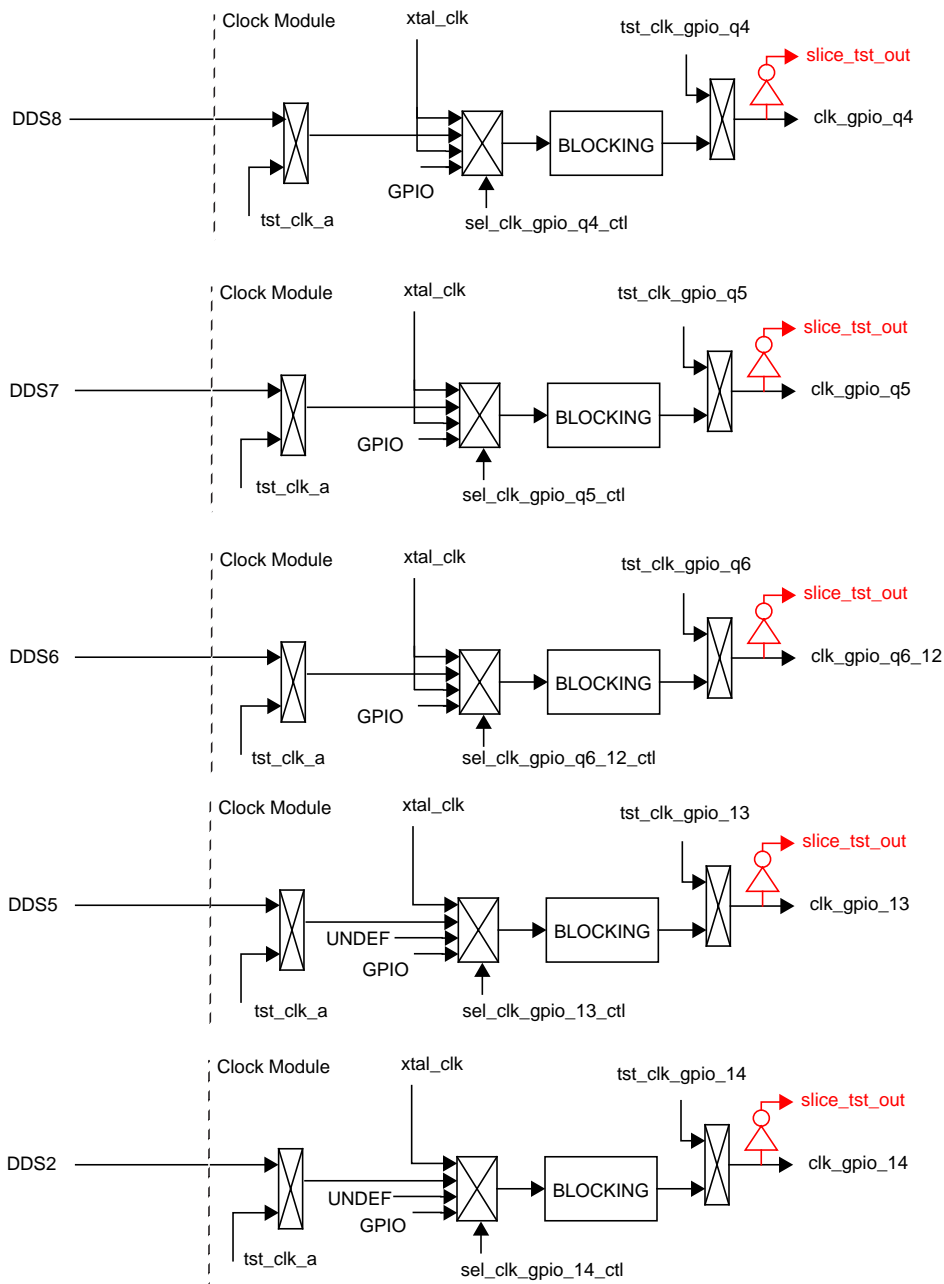 Clock Module
xtal_clk
tst_clk_gpio_q4
slice_tst_out
DDS8
clk_gpio_q4
BLOCKING
GPIO
tst_clk_a
sel_clk_gpio_q4_ctl
Clock Module
xtal_clk
tst_clk_gpio_q5
slice_tst_out
DDS7
clk_gpio_q5
BLOCKING
GPIO
tst_clk_a
sel_clk_gpio_q5_ctl
Clock Module
xtal_clk
tst_clk_gpio_q6
slice_tst_out
DDS6
clk_gpio_q6_12
BLOCKING
GPIO
tst_clk_a
sel_clk_gpio_q6_12_ctl
Clock Module
xtal_clk
tst_clk_gpio_13
slice_tst_out
DDS5
clk_gpio_13
UNDEF
BLOCKING
GPIO
tst_clk_a
sel_clk_gpio_13_ctl
Clock Module
xtal_clk
tst_clk_gpio_14
slice_tst_out
DDS2
clk_gpio_14
BLOCKING
UNDEF
GPIO
tst_clk_a
sel_clk_gpio_14_ctl